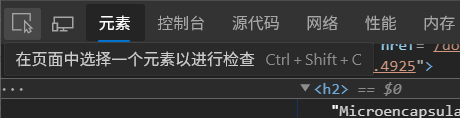 元素 控制台 源代码 网络 性能 内存
在页面中选择一个元素以进行检查 Ctrl + Shift + C
href="/do
.4925">
… ▼<h2> == $0
"Microencapsula